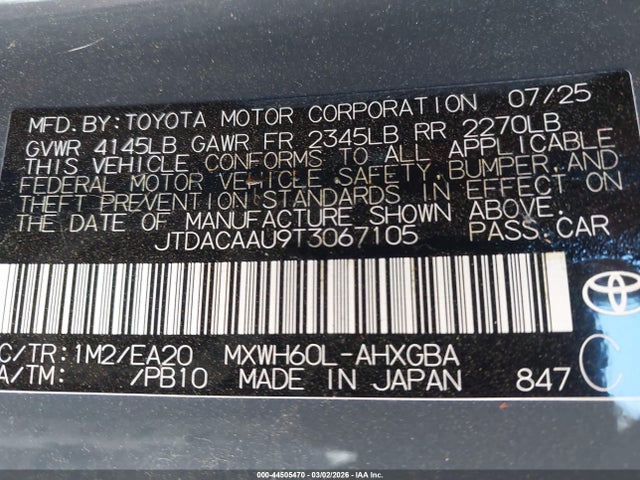 MFD.BY:TOYOTA MOTOR CORPORATION 07/25
GVWR 4145LB GAWR FR 2345LB RR 2270LB
THIS VEHICLE CONFORMS TO ALL APPLICABLE
FEDERAL MOTOR VEHICLE SAFETY,BUMPER,AND
THEFT PREVENTION STANDARDS IN EFFECT ON
THE DATE OF MANUFACTURE SHOWN ABOVE.
JTDACAAU9T3067105 PASS.CAR
C/TR:1M2/EA20 MXWH60L-AHXGBA
A/TM: /PB10 MADE IN JAPAN 847 C
000-44505470 - 03/02/2026 - IAA Inc.